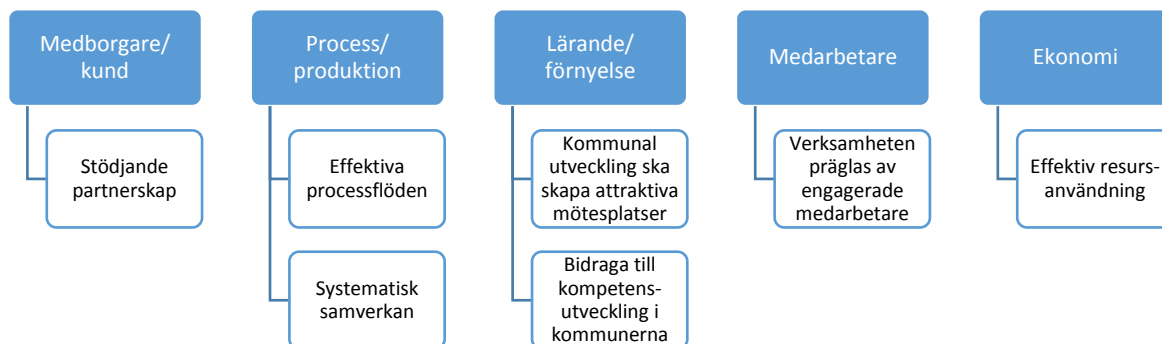 Medborgare/
kund
Process/
produktion
Lärande/
förnyelse
Medarbetare
Ekonomi
Stödjande
partnerskap
Effektiva
processflöden
Systematisk
samverkan
Kommunal
utveckling ska
skapa attraktiva
mötesplatser
Bidraga till
kompetens-
utveckling i
kommunerna
Verksamheten
präglas av
engagerade
medarbetare
Effektiv resurs-
användning